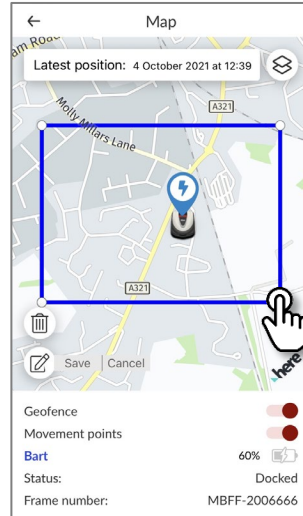 Map
am Road
Latest position: 4 October 2021 at 12:39
A321
Molly Millars Lane
A321
Save | Cancel
here
Geofence
Movement points
Bart 60%
Status: Docked
Frame number: MBFF-2006666